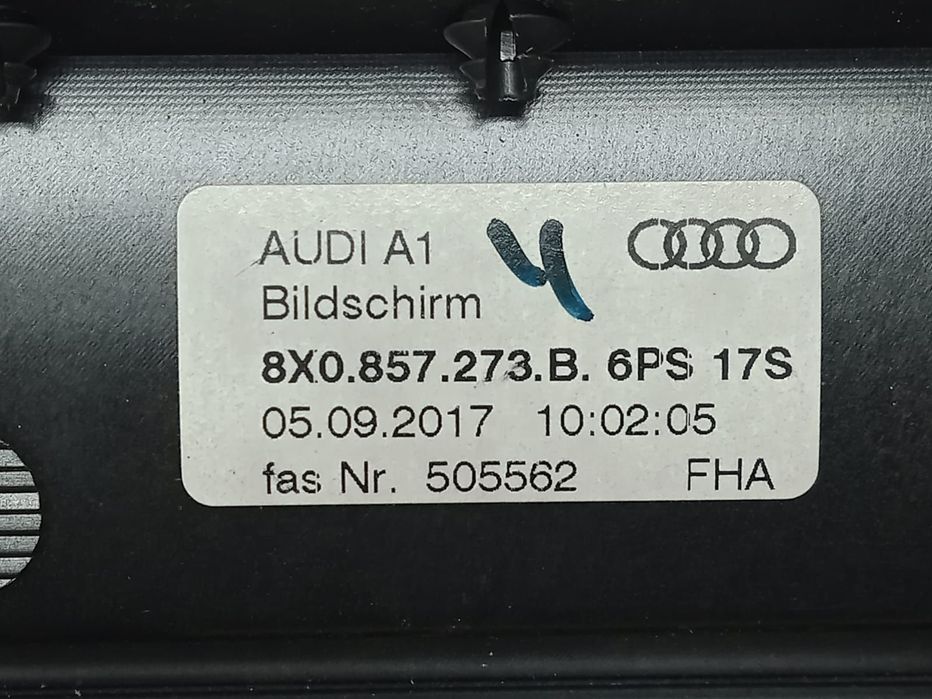 AUDI A1
Bildschirm
8X0.857.273.B. 6PS 17S
05.09.2017 10:02:05
fas Nr. 505562 FHA